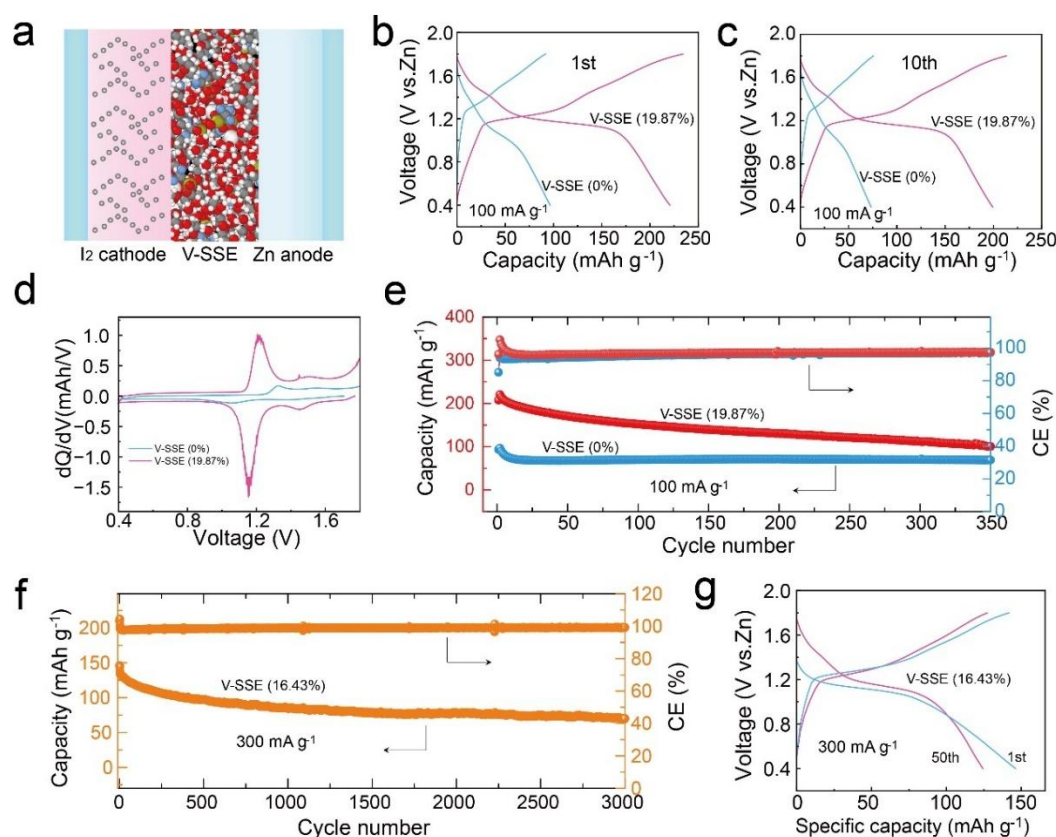 a
I2 cathode V-SSE Zn anode
b
Voltage (V vs.Zn)
2.0
1.6
1.2
0.8
0.4
1st
V-SSE (19.87%)
V-SSE (0%)
100 mA g-1
0 50 100 150 200 250
Capacity (mAh g-1)
c
Voltage (V vs.Zn)
2.0
1.6
1.2
0.8
0.4
10th
V-SSE (19.87%)
V-SSE (0%)
100 mA g-1
0 50 100 150 200 250
Capacity (mAh g-1)
d
dQ/dV/(mAh/V)
1.0
0.5
0.0
−0.5
−1.0
−1.5
V-SSE (0%)
V-SSE (19.87%)
0.4 0.8 1.2 1.6
Voltage (V)
e
Capacity (mAh g-1)
400
300
200
100
0
V-SSE (19.87%)
V-SSE (0%)
100 mA g-1
100
80
60
40
20
0
CE (%)
0 50 100 150 200 250 300 350
Cycle number
f
Capacity (mAh g-1)
200
150
100
50
0
V-SSE (16.43%)
300 mA g-1
120
100
80
60
40
20
0
CE (%)
0 500 1000 1500 2000 2500 3000
Cycle number
g
Voltage (V vs.Zn)
2.0
1.6
1.2
0.8
0.4
V-SSE (16.43%)
300 mA g-1
50th
1st
0 50 100 150
Specific capacity (mAh g-1)